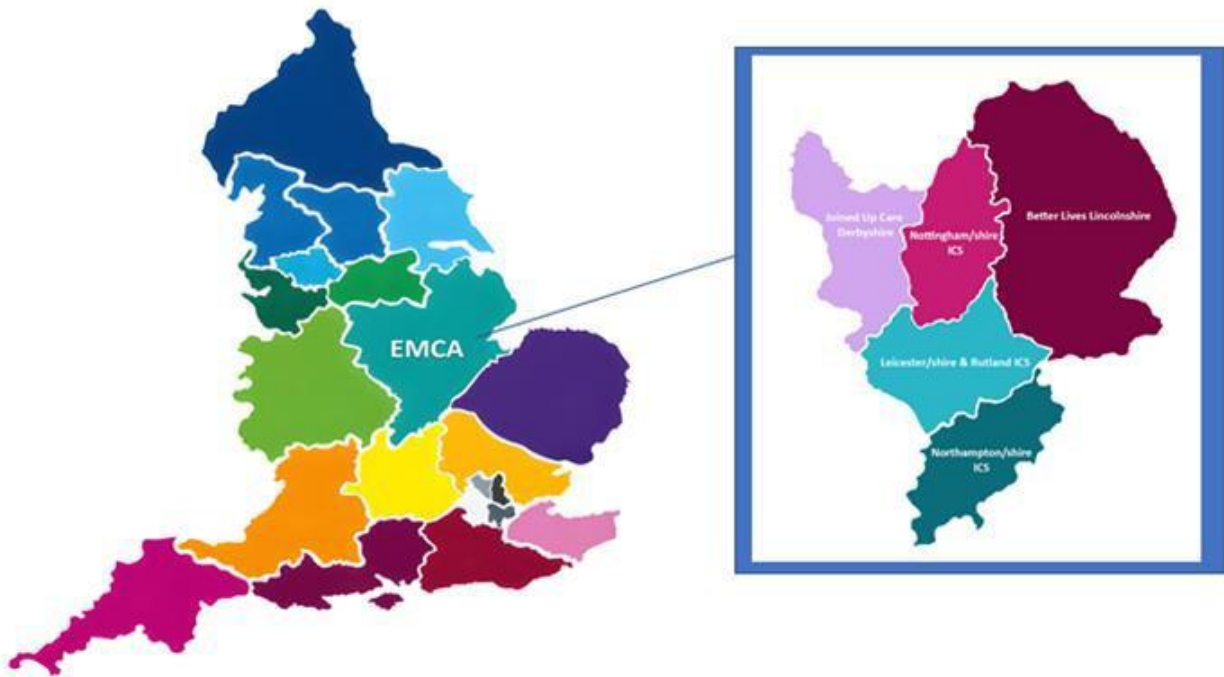 EMCA
Joined Up Care
Derbyshire
Nottingham/shire
ICS
Better Lives Lincolnshire
Leicester/shire & Rutland ICS
Northampton/shire
ICS